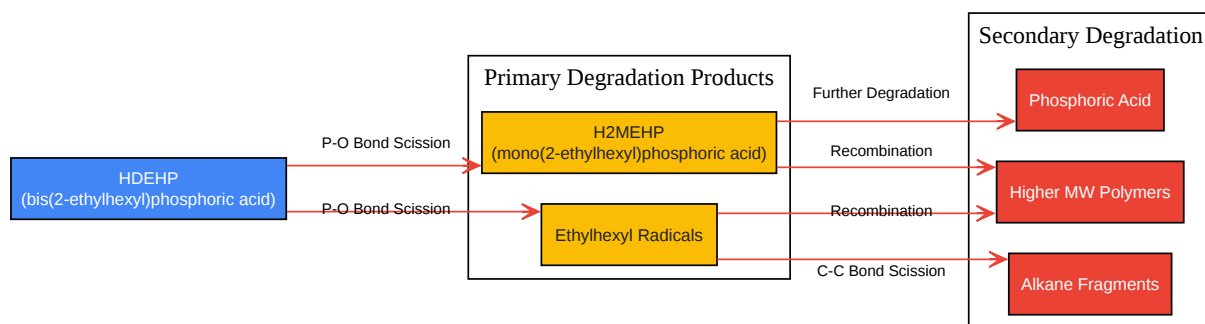 Secondary Degradation
Primary Degradation Products
Further Degradation
Phosphoric Acid
P-O Bond Scission
H2MEHP
(mono(2-ethylhexyl)phosphoric acid)
Recombination
HDEHP
(bis(2-ethylhexyl)phosphoric acid)
Higher MW Polymers
P-O Bond Scission
Ethylhexyl Radicals
Recombination
C-C Bond Scission
Alkane Fragments